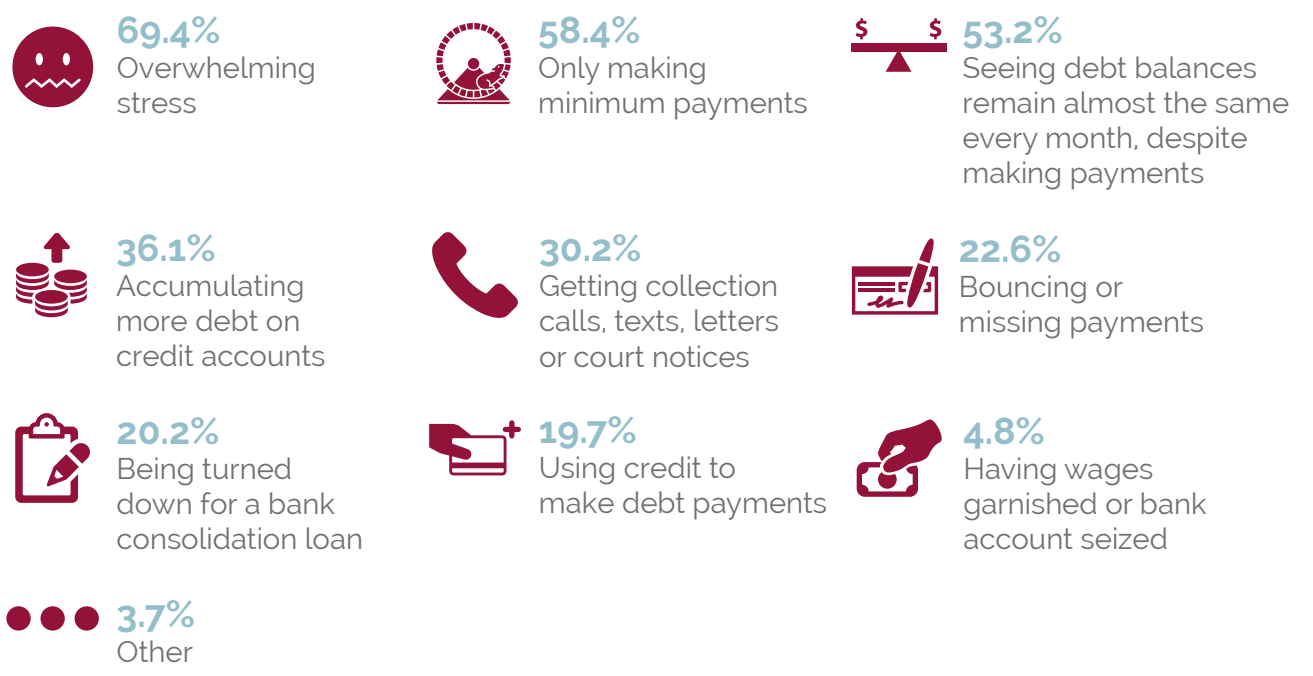 69.4%
Overwhelming
stress
58.4%
Only making
minimum payments
$ $
53.2%
Seeing debt balances
remain almost the same
every month, despite
making payments
36.1%
Accumulating
more debt on
credit accounts
30.2%
Getting collection
calls, texts, letters
or court notices
22.6%
Bouncing or
missing payments
20.2%
Being turned
down for a bank
consolidation loan
19.7%
Using credit to
make debt payments
4.8%
Having wages
garnished or bank
account seized
3.7%
Other